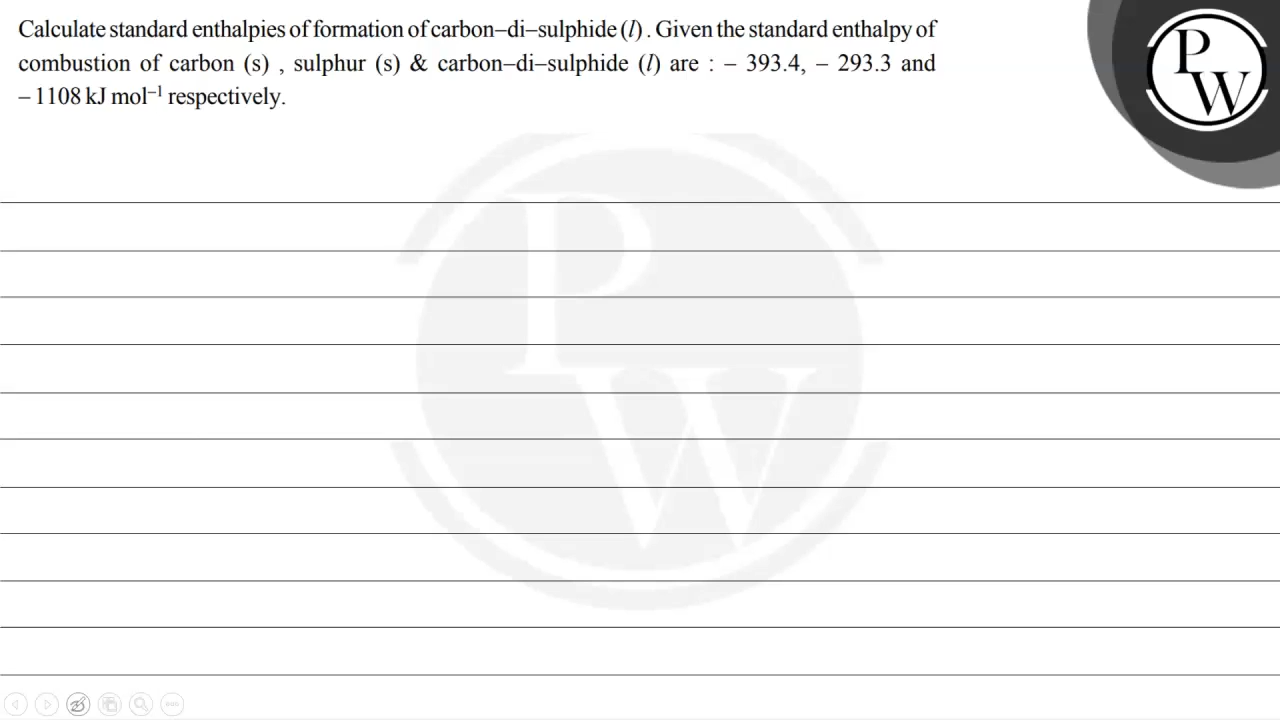 Calculate standard enthalpies of formation of carbon–di–sulphide (l) . Given the standard enthalpy of
combustion of carbon (s) , sulphur (s) & carbon–di–sulphide (l) are : – 393.4, – 293.3 and
– 1108 kJ mol⁻¹ respectively.
P
W
P
W